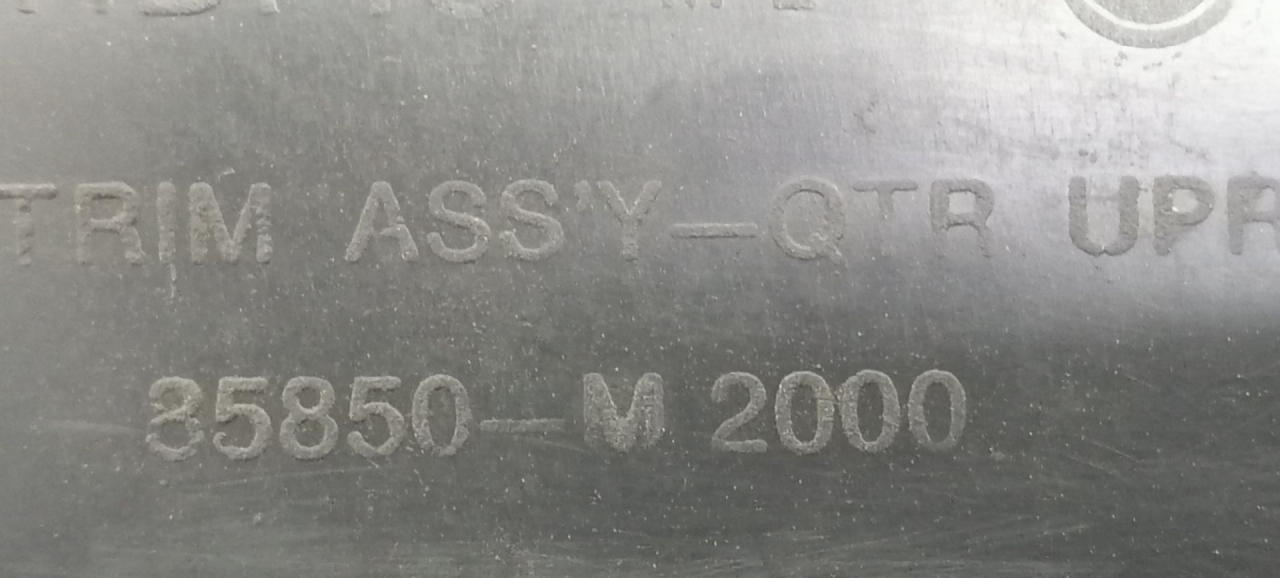 TRIM ASS'Y-QTR UPR
85850-M2000